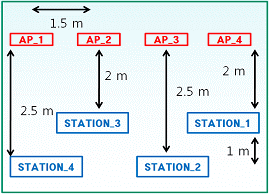 1.5 m
AP_1 AP_2 AP_3 AP_4
2 m 2 m
2.5 m 2.5 m
STATION_3 STATION_1
1 m
STATION_4 STATION_2